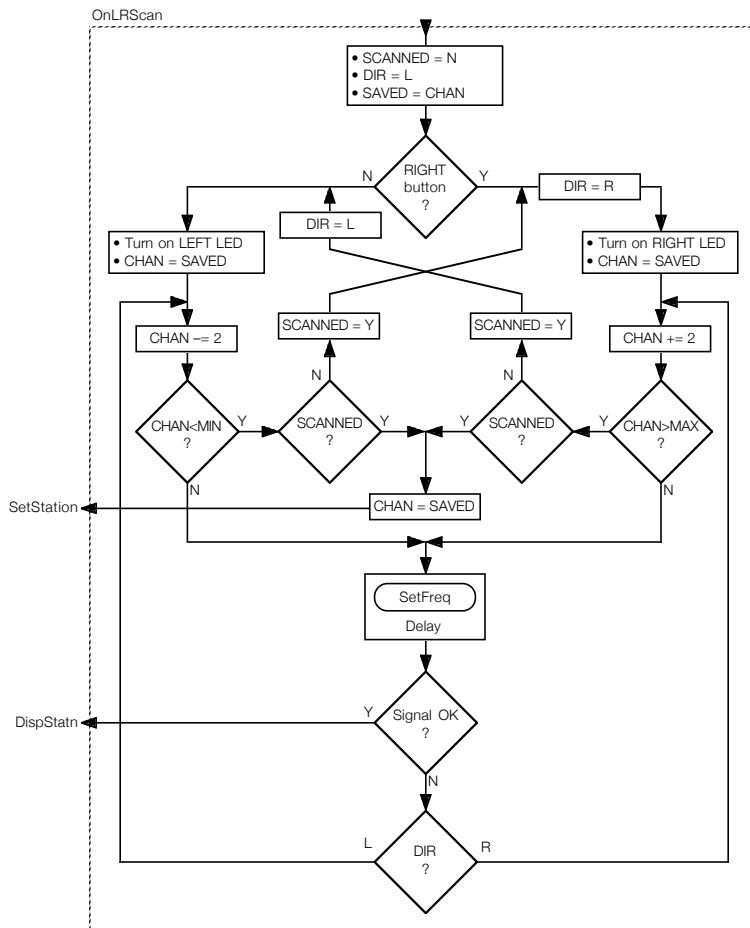 OnLRScan
• SCANNED = N
• DIR = L
• SAVED = CHAN
N
RIGHT
button
?
Y
DIR = R
DIR = L
• Turn on LEFT LED
• CHAN = SAVED
• Turn on RIGHT LED
• CHAN = SAVED
CHAN –= 2
SCANNED = Y
SCANNED = Y
CHAN += 2
N
N
CHAN<MIN
?
Y
SCANNED
?
Y
Y
SCANNED
?
Y
CHAN>MAX
?
N
N
SetStation
CHAN = SAVED
SetFreq
Delay
DispStatn
Y
Signal OK
?
N
L
DIR
?
R